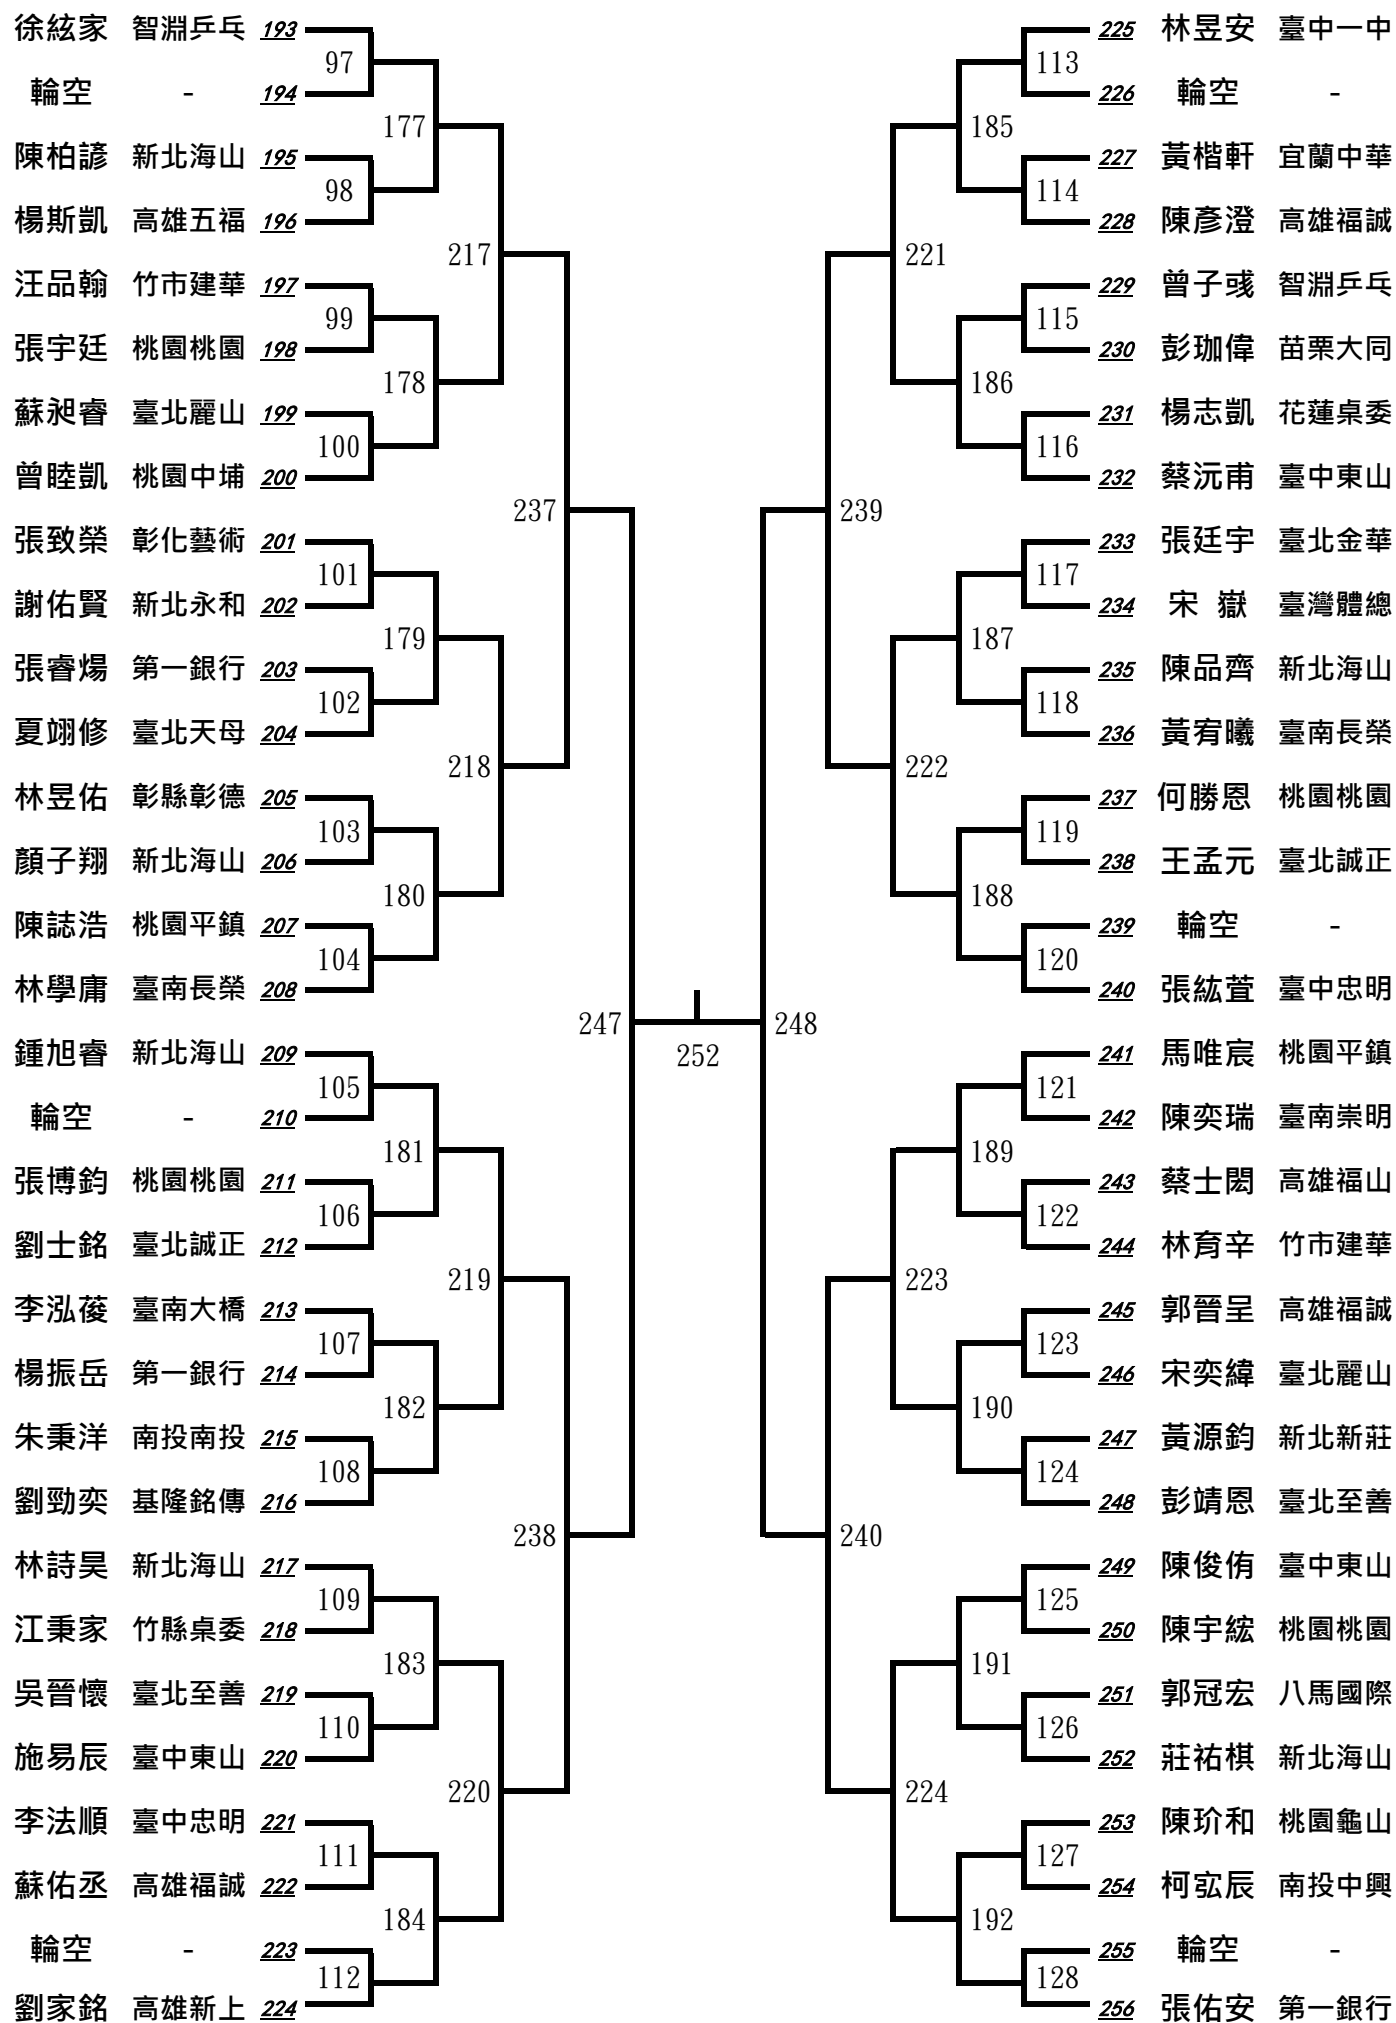 徐絃家 智淵乒乓 193
97
輪空 - 194
177
陳柏諺 新北海山 195
98
楊斯凱 高雄五福 196
217
汪品翰 竹市建華 197
99
張宇廷 桃園桃園 198
178
蘇昶睿 臺北麗山 199
100
曾睦凱 桃園中埔 200
237
張致榮 彰化藝術 201
101
謝佑賢 新北永和 202
179
張睿煬 第一銀行 203
102
夏翊修 臺北天母 204
218
林昱佑 彰縣彰德 205
103
顏子翔 新北海山 206
180
陳誌浩 桃園平鎮 207
104
林學庸 臺南長榮 208
247
鍾旭睿 新北海山 209
105
輪空 - 210
181
張博鈞 桃園桃園 211
106
劉士銘 臺北誠正 212
219
李泓葰 臺南大橋 213
107
楊振岳 第一銀行 214
182
朱秉洋 南投南投 215
108
劉勁奕 基隆銘傳 216
238
林詩昊 新北海山 217
109
江秉家 竹縣桌委 218
183
吳晉懷 臺北至善 219
110
施易辰 臺中東山 220
220
李法順 臺中忠明 221
111
蘇佑丞 高雄福誠 222
184
輪空 - 223
112
劉家銘 高雄新上 224
252
225 林昱安 臺中一中
113
226 輪空 -
185
227 黃楷軒 宜蘭中華
114
228 陳彥澄 高雄福誠
221
229 曾子彧 智淵乒乓
115
230 彭珈偉 苗栗大同
186
231 楊志凱 花蓮桌委
116
232 蔡沅甫 臺中東山
239
233 張廷宇 臺北金華
117
234 宋 嶽 臺灣體總
187
235 陳品齊 新北海山
118
236 黃宥曦 臺南長榮
222
237 何勝恩 桃園桃園
119
238 王孟元 臺北誠正
188
239 輪空 -
120
240 張紘萓 臺中忠明
248
241 馬唯宸 桃園平鎮
121
242 陳奕瑞 臺南崇明
189
243 蔡士閎 高雄福山
122
244 林育辛 竹市建華
223
245 郭晉呈 高雄福誠
123
246 宋奕緯 臺北麗山
190
247 黃源鈞 新北新莊
124
248 彭靖恩 臺北至善
240
249 陳俊侑 臺中東山
125
250 陳宇綋 桃園桃園
191
251 郭冠宏 八馬國際
126
252 莊祐棋 新北海山
224
253 陳玠和 桃園龜山
127
254 柯㝫辰 南投中興
192
255 輪空 -
128
256 張佑安 第一銀行